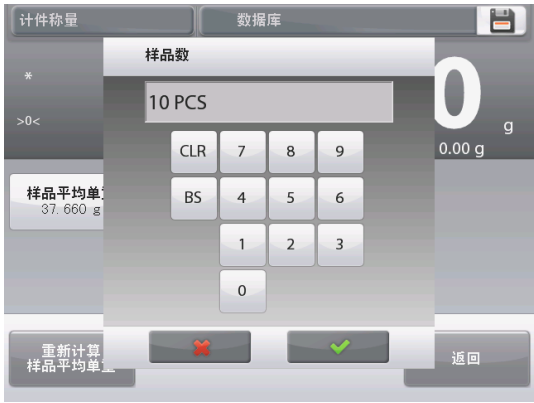 计件称量
数据库
样品数
*
>0<
10 PCS
0
g
0.00 g
CLR 7 8 9
样品平均单
37.660 g
BS 4 5 6
1 2 3
0
重新计算
样品平均单
返回